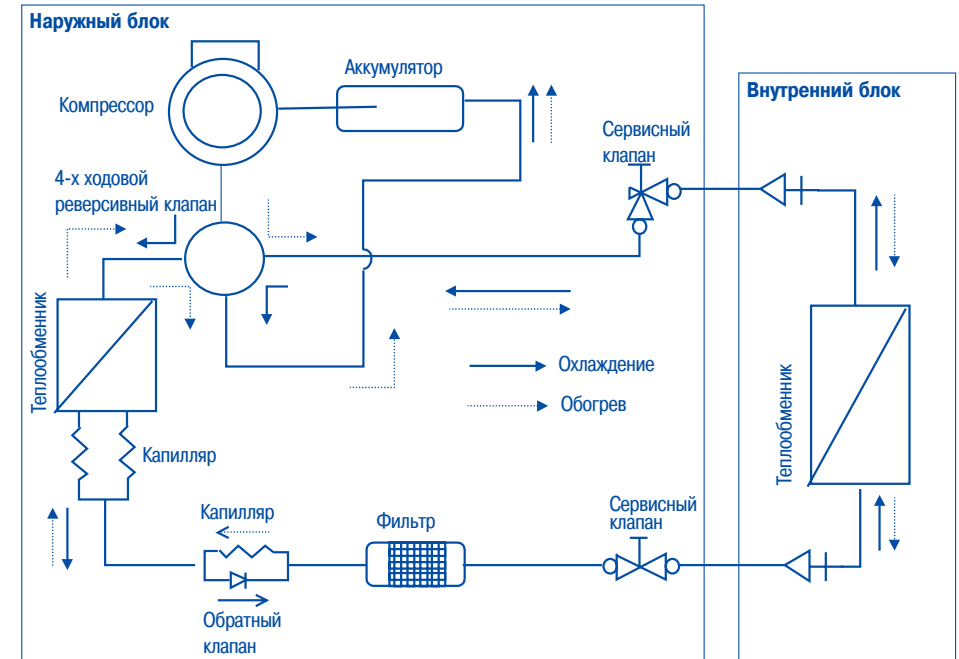 Наружный блок
Аккумулятор
Компрессор
Внутренний блок
Сервисный
клапан
4-х ходовой
реверсивный клапан
Теплообменник
Охлаждение
Обогрев
Теплообменник
Капилляр
Капилляр
Фильтр
Сервисный
клапан
Обратный
клапан